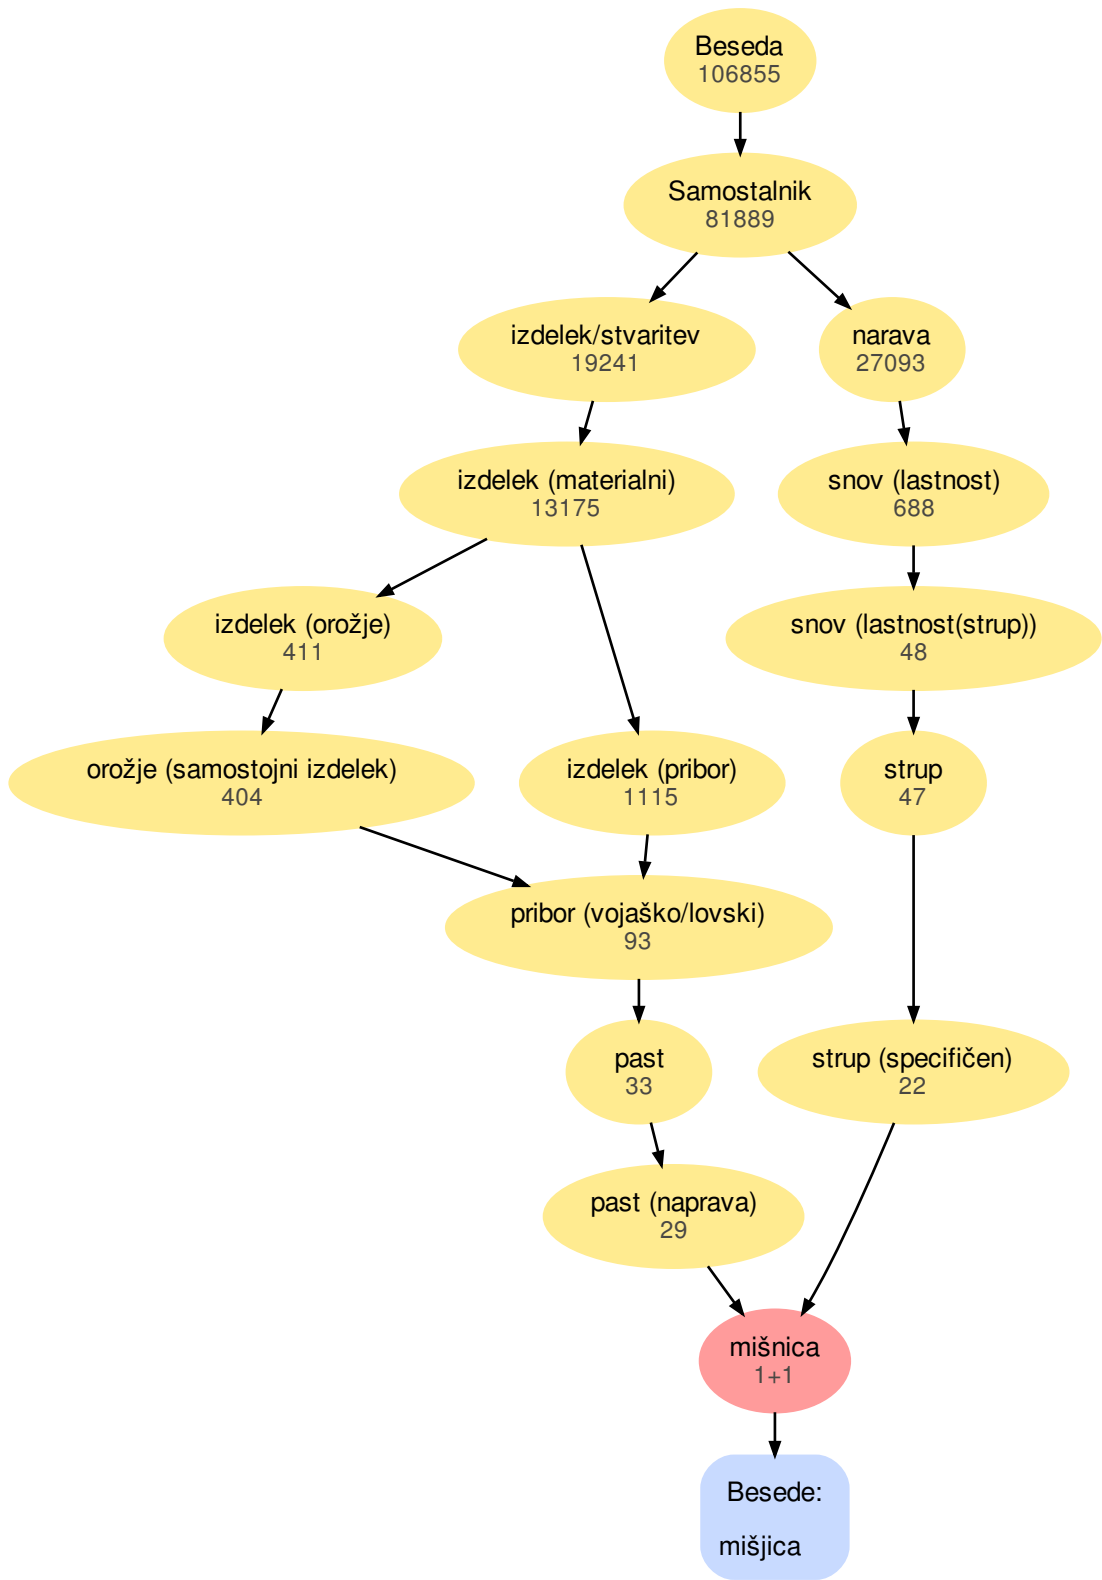 Beseda
106855
Samostalnik
81889
izdelek/stvaritev
19241
narava
27093
izdelek (materialni)
13175
snov (lastnost)
688
izdelek (orožje)
411
snov (lastnost(strup))
48
orožje (samostojni izdelek)
404
izdelek (pribor)
1115
strup
47
pribor (vojaško/lovski)
93
past
33
strup (specifičen)
22
past (naprava)
29
mišnica
1+1
Besede:
mišjica